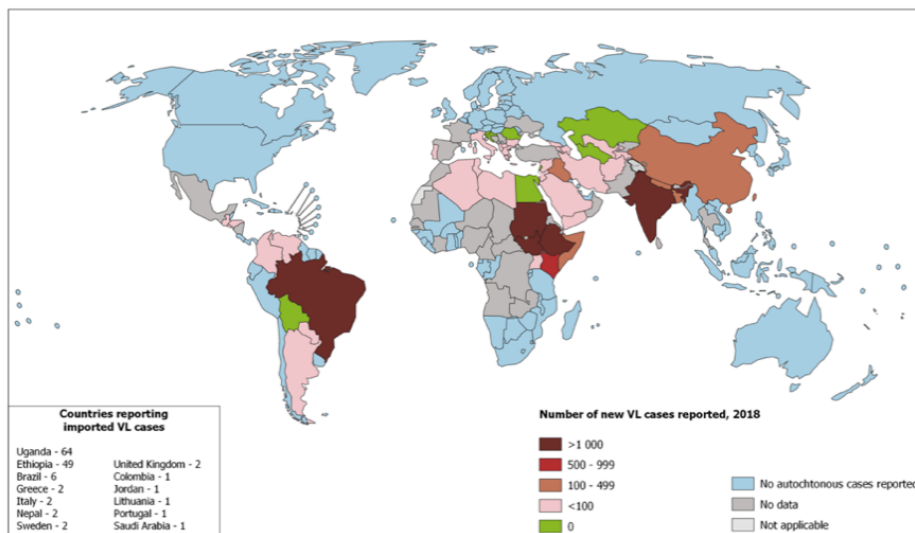 Countries reporting
imported VL cases
Uganda - 64
Ethiopia - 49
Brazil - 6
Greece - 2
Italy - 2
Nepal - 2
Sweden - 2
United Kingdom - 2
Colombia - 1
Jordan - 1
Lithuania - 1
Portugal - 1
Saudi Arabia - 1
Number of new VL cases reported, 2018
>1 000
500 - 999
100 - 499
<100
0
No autochtonous cases reported
No data
Not applicable